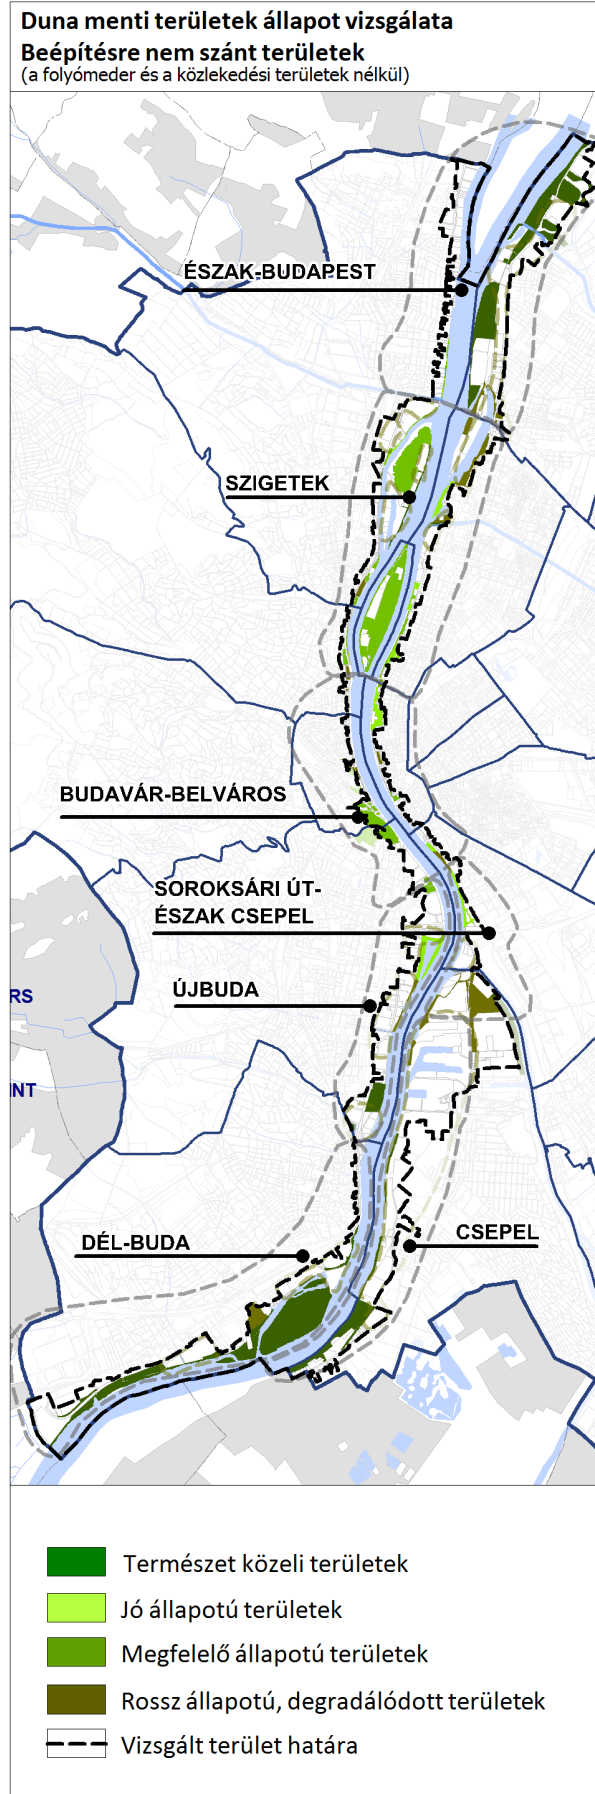 Duna menti területek állapot vizsgálata
Beépítésre nem szánt területek
(a folyómeder és a közlekedési területek nélkül)
ÉSZAK-BUDAPEST
SZIGETEK
BUDAVÁR-BELVÁROS
SOROKSÁRI ÚT-
ÉSZAK CSEPEL
ÚJBUDA
RS
INT
DÉL-BUDA
CSEPEL
Természet közeli területek
Jó állapotú területek
Megfelelő állapotú területek
Rossz állapotú, degradálódott területek
Vizsgált terület határa